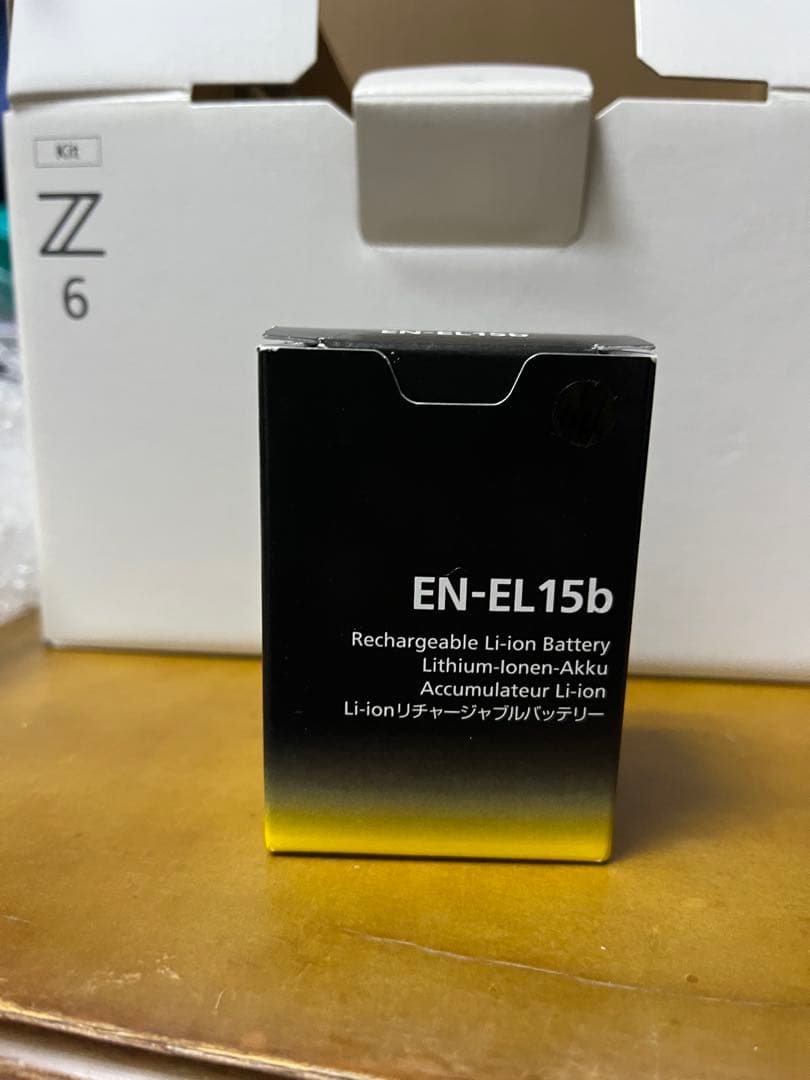 Kit
Z
6
EN-EL15b
EN-EL15b
Rechargeable Li-ion Battery
Lithium-Ionen-Akku
Accumulateur Li-ion
Li-ionリチャージャブルバッテリー